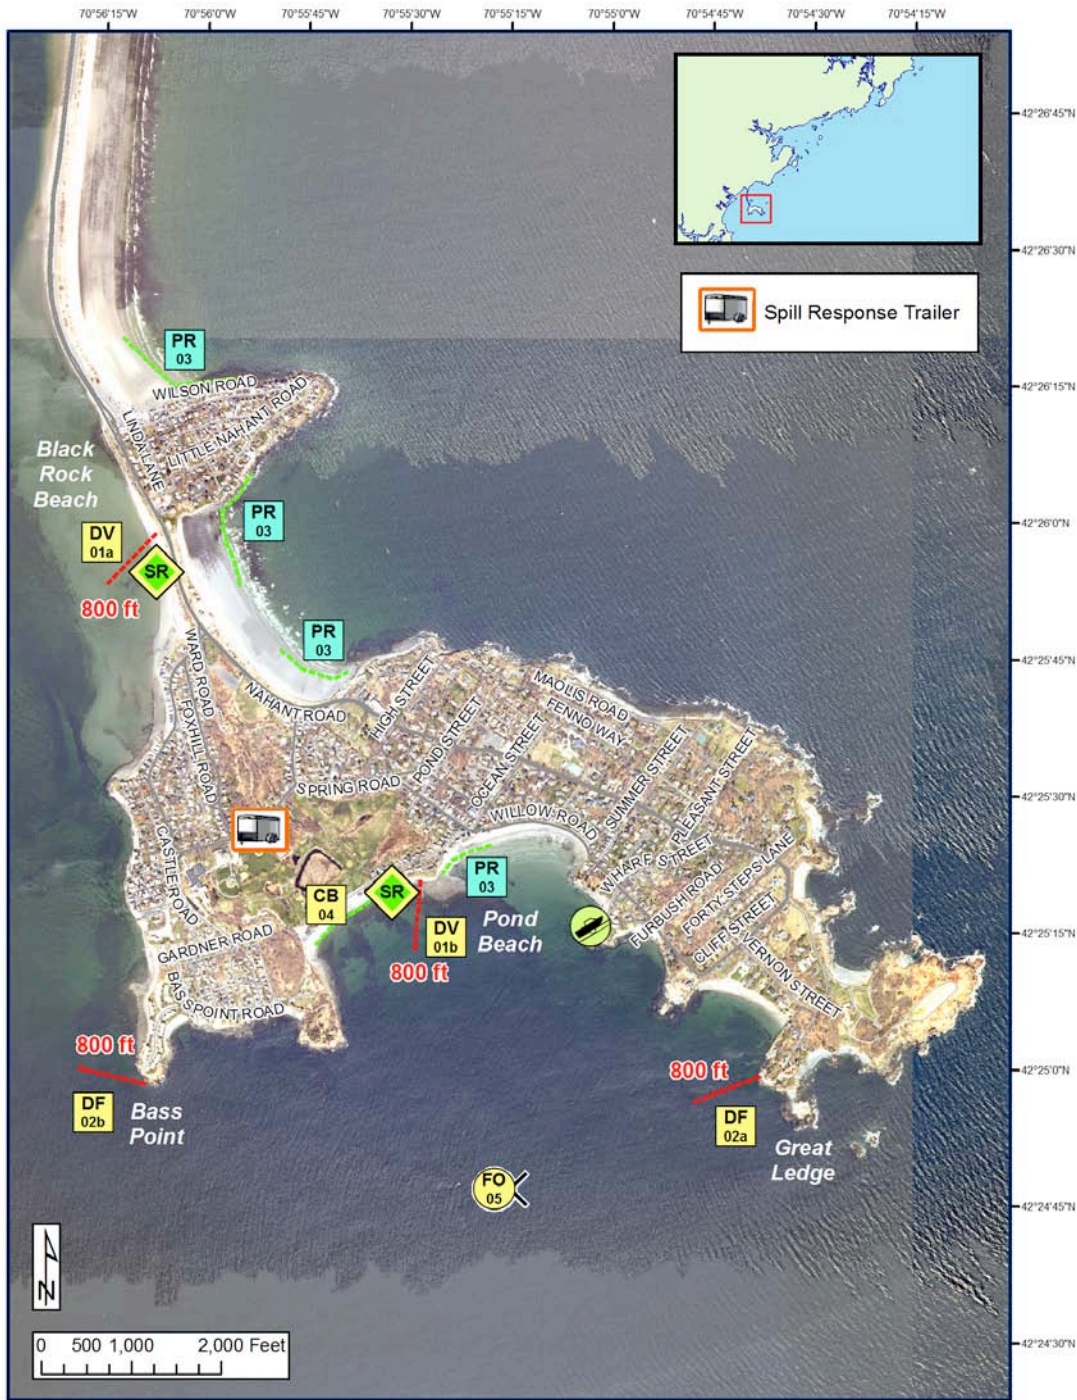 70°56'15"W 70°56'0"W 70°55'45"W 70°55'30"W 70°55'15"W 70°55'0"W 70°54'45"W 70°54'30"W 70°54'15"W
42°26'45"N
42°26'30"N
Spill Response Trailer
PR
03
WILSON ROAD
42°26'15"N
LITTLE NAHANT ROAD
LINDA LANE
Black
Rock
Beach
PR
03
42°26'0"N
DV
01a
SR
800 ft
PR
03
42°25'45"N
WARD ROAD
FOXHILL ROAD
NAHANT ROAD
HIGH STREET
MAOLIS ROAD
FENNO WAY
POND STREET
OCEAN STREET
SUMMER STREET
PLEASANT STREET
SPRING ROAD
WILLOW ROAD
42°25'30"N
CASTLE ROAD
WHARF STREET
FURBUSH ROAD
FORTY STEPS LANE
CLIFF STREET
VERNON STREET
PR
03
CB
04
SR
DV
01b
Pond
Beach
800 ft
42°25'15"N
GARDNER ROAD
BASS POINT ROAD
800 ft
DF
02b
Bass
Point
42°25'0"N
800 ft
DF
02a
Great
Ledge
FO
05
42°24'45"N
N
0 500 1,000 2,000 Feet
42°24'30"N